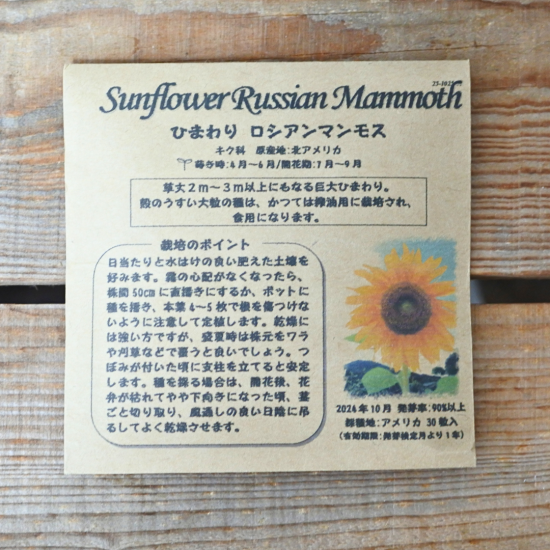 25-1025
Sunflower Russian Mammoth
ひまわり ロシアンマンモス
キク科 原産地:北アメリカ
蒔き時:4月〜6月/開花期:7月〜9月
草丈2m〜3m以上にもなる巨大ひまわり。
殻のうすい大粒の種は、かつては搾油用に栽培され、
食用になります。
栽培のポイント
日当たりと水はけの良い肥えた土壌を
好みます。霜の心配がなくなったら、
株間50cmに直播きにするか、ポットに
種を播き、本葉4〜5枚で根を傷つけな
いように注意して定植します。乾燥に
は強い方ですが、盛夏時は株元をワラ
や刈草などで覆うと良いでしょう。つ
ぼみが付いた頃に支柱を立てると安定
します。種を採る場合は、開花後、花
弁が枯れてやや下向きになった頃、茎
ごと切り取り、風通しの良い日陰に吊
るしてよく乾燥させます。
2024年10月 発芽率:90%以上
採種地:アメリカ 30粒入
(有効期限:発芽検定月より1年)